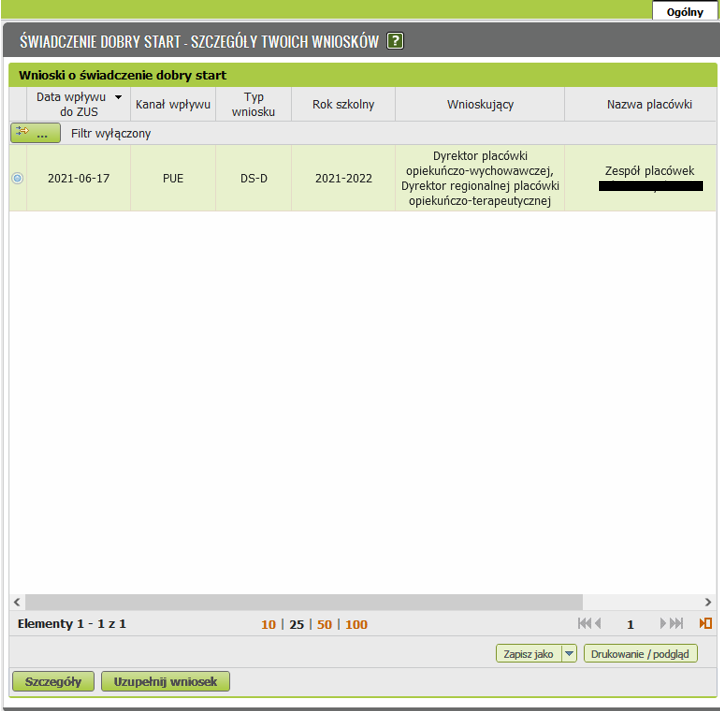 Ogólny
ŚWIADCZENIE DOBRY START - SZCZEGÓŁY TWOICH WNIOSKÓW ?
Wnioski o świadczenie dobry start
Data wpływu do ZUS Kanał wpływu Typ wniosku Rok szkolny Wnioskujący Nazwa placówki
... Filtr wyłączony
2021-06-17 PUE DS-D 2021-2022 Dyrektor placówki
opiekuńczo-wychowawczej,
Dyrektor regionalnej placówki
opiekuńczo-terapeutycznej
Zespół placówek
Elementy 1 - 1 z 1 10 | 25 | 50 | 100 1
Zapisz jako Drukowanie / podgląd
Szczegóły Uzupełnij wniosek